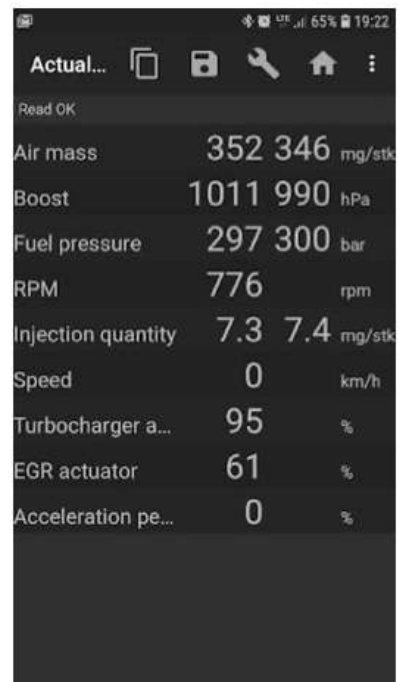 LTE 65% 19:22
Actual...
Read OK
Air mass 352 346 mg/stk
Boost 1011 990 hPa
Fuel pressure 297 300 bar
RPM 776 rpm
Injection quantity 7.3 7.4 mg/stk
Speed 0 km/h
Turbocharger a... 95 %
EGR actuator 61 %
Acceleration pe... 0 %